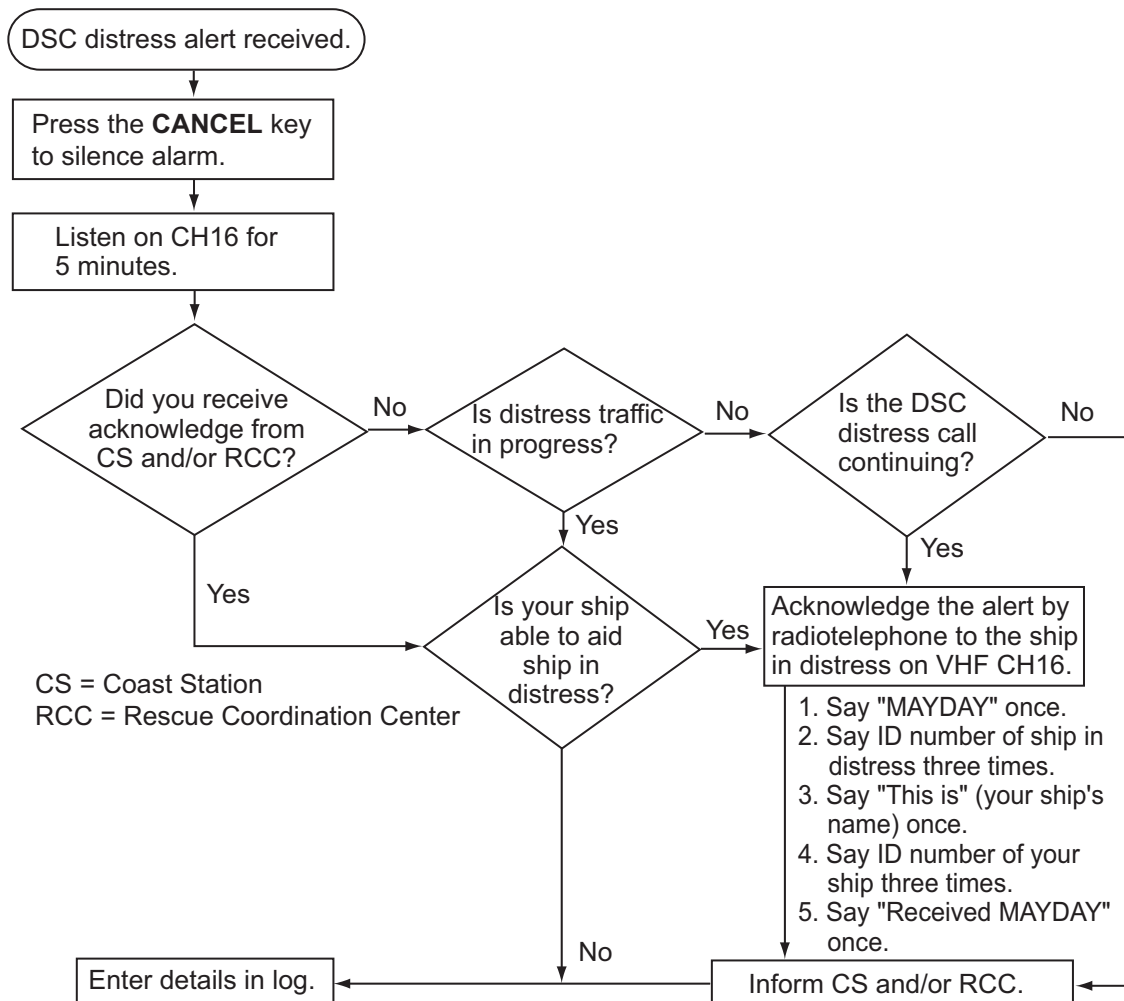 DSC distress alert received.
Press the CANCEL key
to silence alarm.
Listen on CH16 for
5 minutes.
Did you receive
acknowledge from
CS and/or RCC?
No
Is distress traffic
in progress?
No
Is the DSC
distress call
continuing?
No
Yes
Yes
Yes
Is your ship
able to aid
ship in
distress?
Yes
Acknowledge the alert by
radiotelephone to the ship
in distress on VHF CH16.
CS = Coast Station
RCC = Rescue Coordination Center
1. Say "MAYDAY" once.
2. Say ID number of ship in
distress three times.
3. Say "This is" (your ship's
name) once.
4. Say ID number of your
ship three times.
5. Say "Received MAYDAY"
once.
No
Enter details in log.
Inform CS and/or RCC.